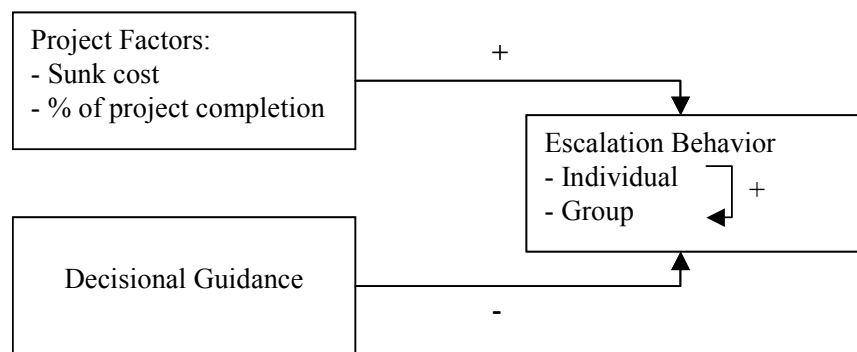 Project Factors:
- Sunk cost
- % of project completion
+
Escalation Behavior
- Individual
- Group
+
Decisional Guidance
-